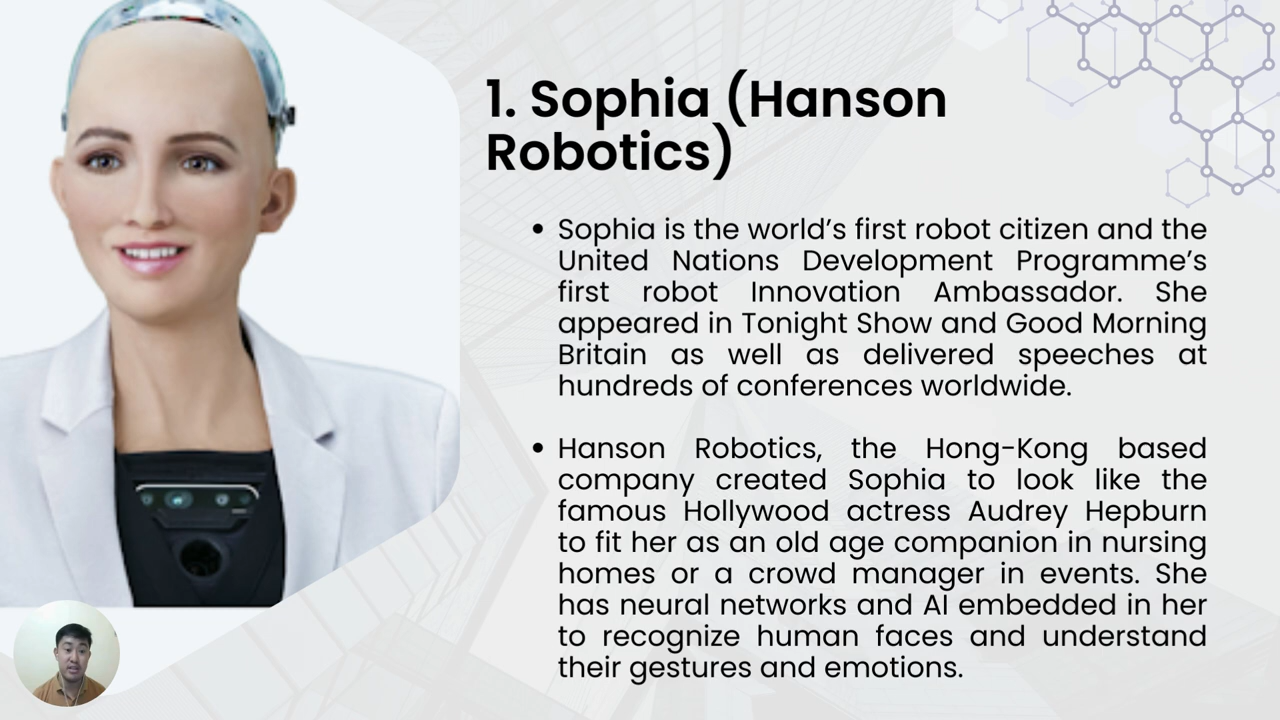 1. Sophia (Hanson
Robotics)
• Sophia is the world’s first robot citizen and the
United Nations Development Programme’s
first robot Innovation Ambassador. She
appeared in Tonight Show and Good Morning
Britain as well as delivered speeches at
hundreds of conferences worldwide.
• Hanson Robotics, the Hong-Kong based
company created Sophia to look like the
famous Hollywood actress Audrey Hepburn
to fit her as an old age companion in nursing
homes or a crowd manager in events. She
has neural networks and AI embedded in her
to recognize human faces and understand
their gestures and emotions.